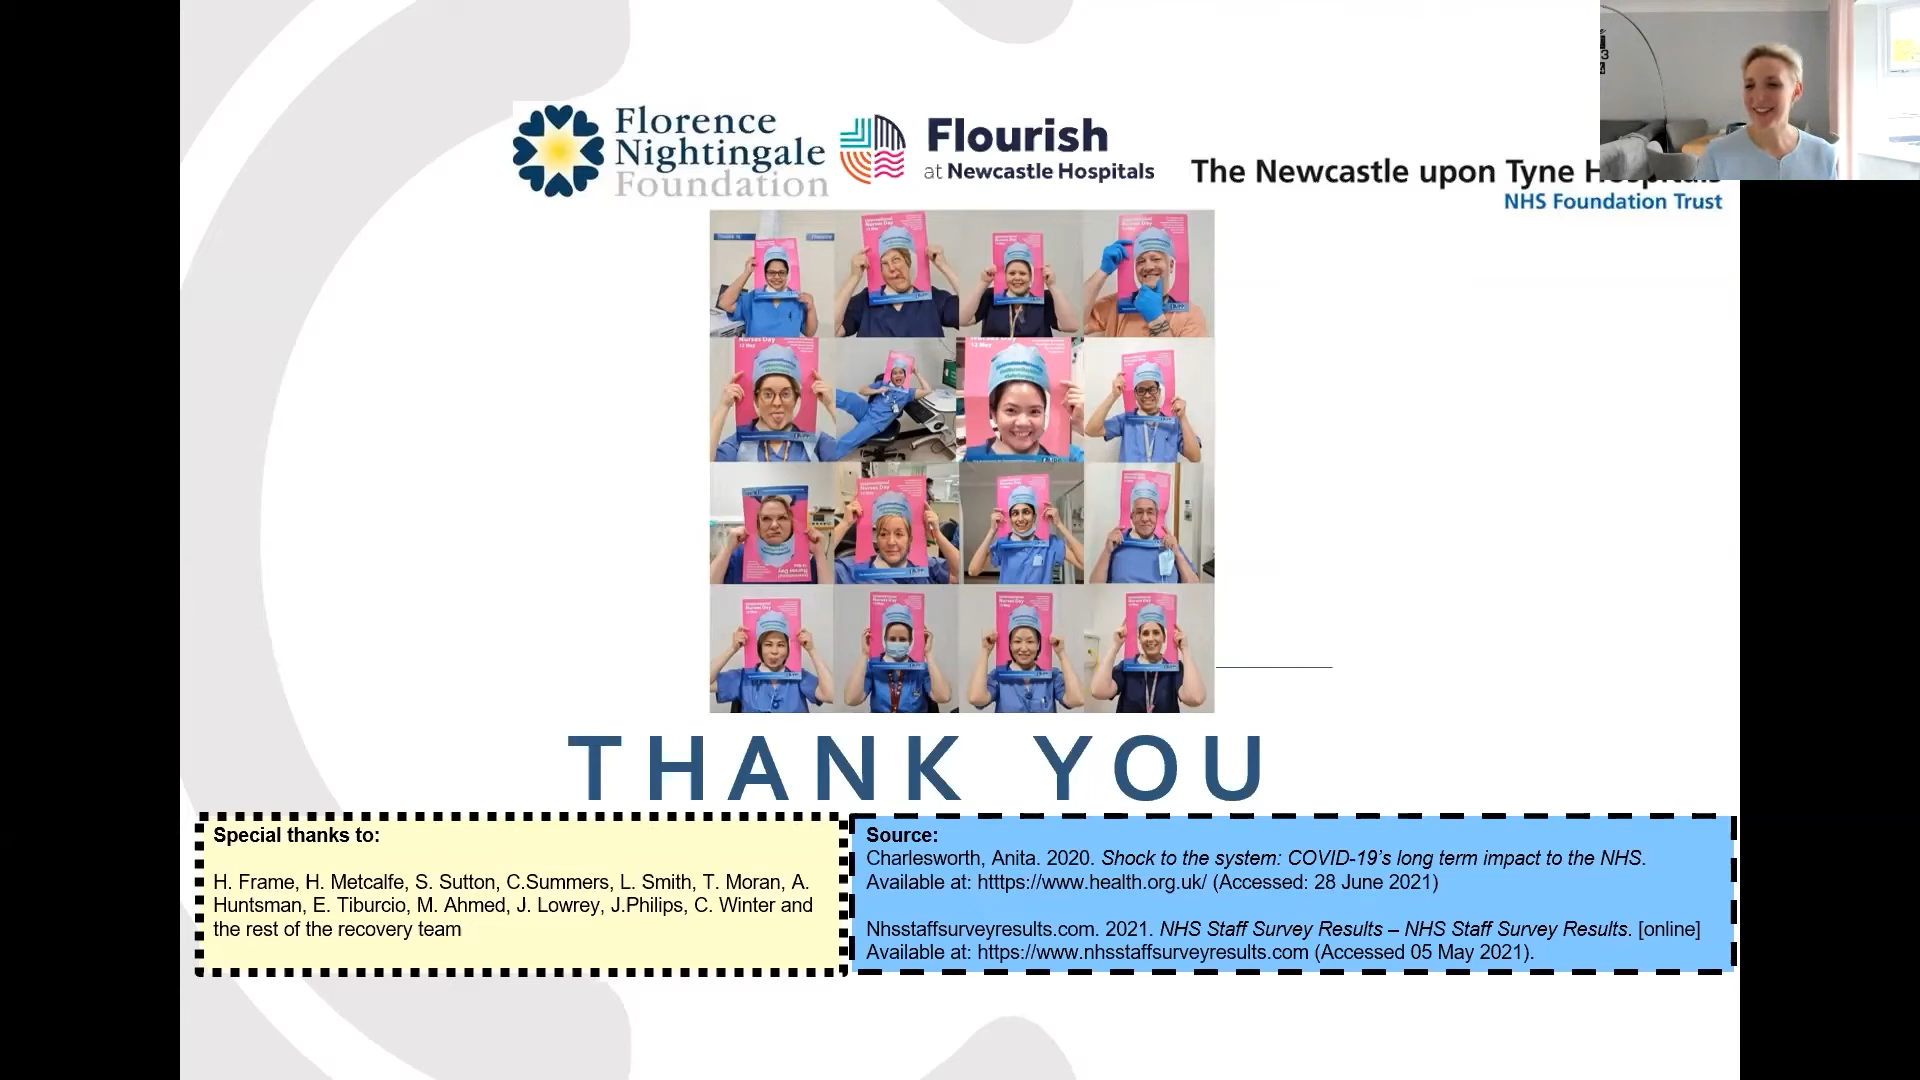 Florence
Nightingale
Foundation
Flourish
at Newcastle Hospitals
The Newcastle upon Tyne Hospitals
NHS Foundation Trust
THANK YOU
Special thanks to:
H. Frame, H. Metcalfe, S. Sutton, C.Summers, L. Smith, T. Moran, A.
Huntsman, E. Tiburcio, M. Ahmed, J. Lowrey, J.Philips, C. Winter and
the rest of the recovery team
Source:
Charlesworth, Anita. 2020. Shock to the system: COVID-19’s long term impact to the NHS.
Available at: htttps://www.health.org.uk/ (Accessed: 28 June 2021)
Nhsstaffsurveyresults.com. 2021. NHS Staff Survey Results – NHS Staff Survey Results. [online]
Available at: https://www.nhsstaffsurveyresults.com (Accessed 05 May 2021).